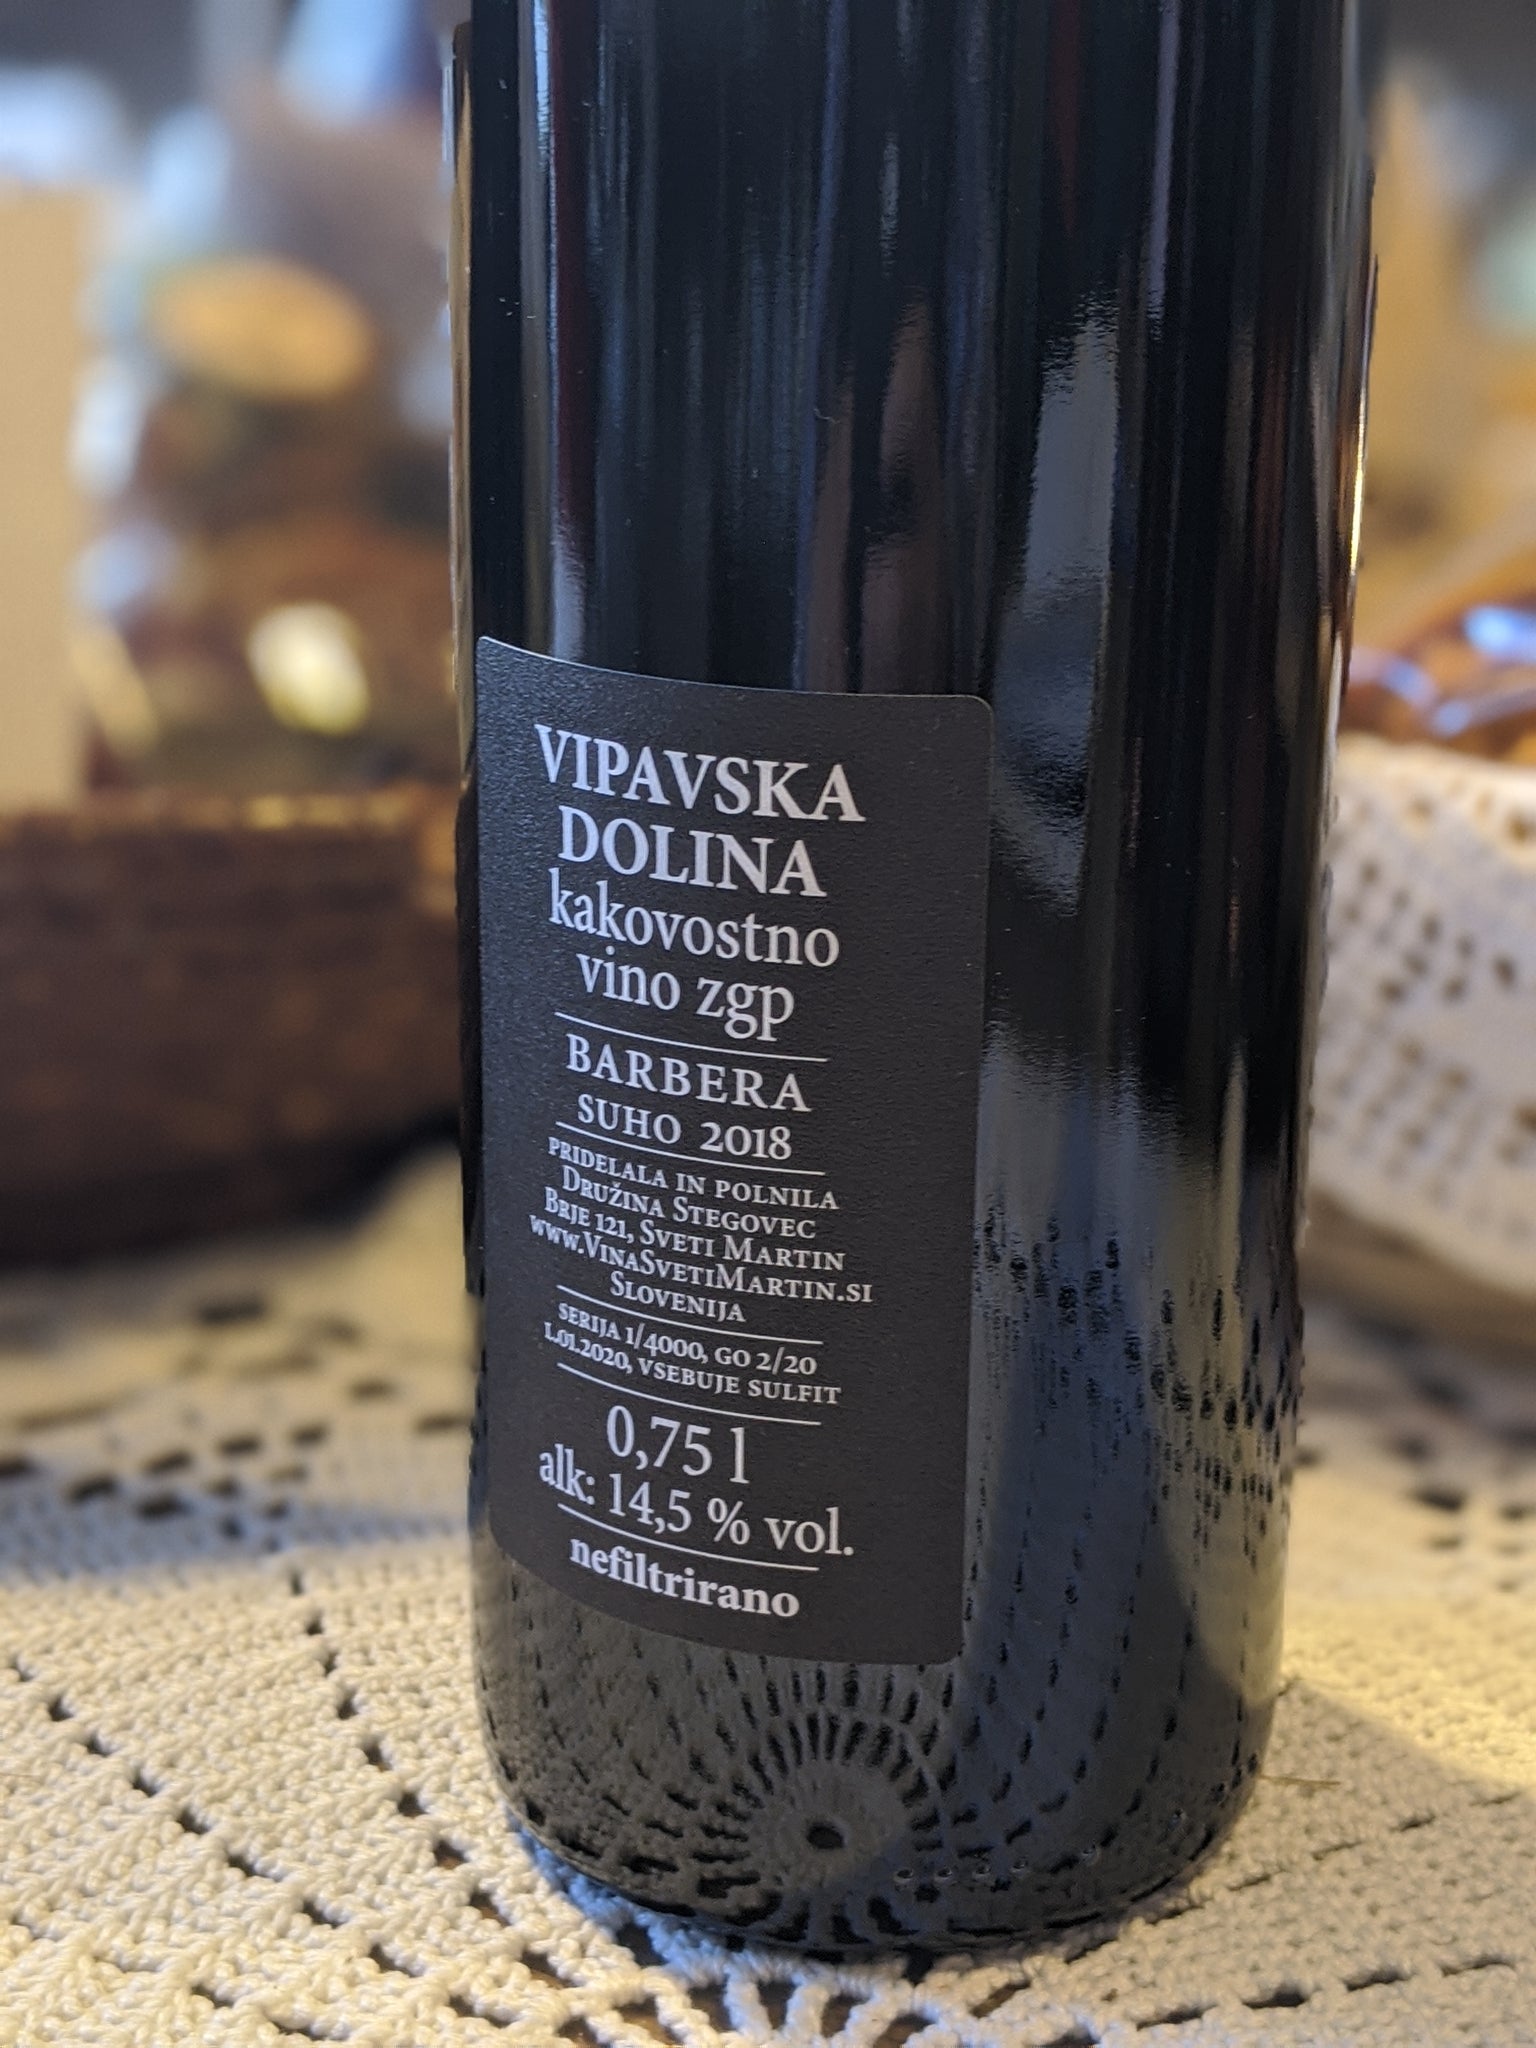 VIPAVSKA
DOLINA
kakovostno
vino zgp
BARBERA
SUHO 2018
PRIDELALA IN POLNILA
DRUŽINA STEGOVEC
BRJE 121, SVETI MARTIN
www.VINASVETIMARTIN.SI
SLOVENIJA
SERIJA 1/4000, GO 2/20
L.01.2020, VSEBUJE SULFIT
0,75 l
alk: 14,5 % vol.
nefiltrirano